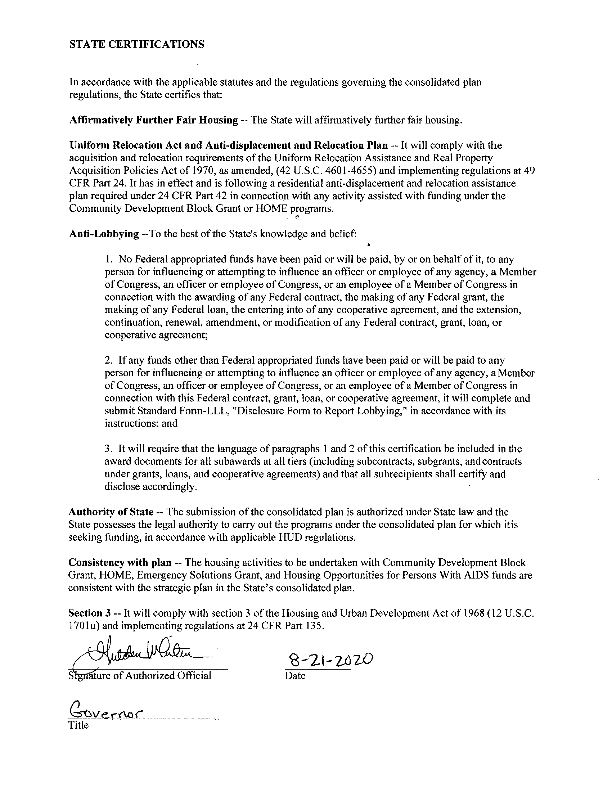 STATE CERTIFICATIONS
In accordance with the applicable statutes and the regulations governing the consolidated plan
regulations, the State certifies that:
Affirmatively Further Fair Housing -- The State will affirmatively further fair housing.
Uniform Relocation Act and Anti-displacement and Relocation Plan -- It will comply with the
acquisition and relocation requirements of the Uniform Relocation Assistance and Real Property
Acquisition Policies Act of 1970, as amended, (42 U.S.C. 4601-4655) and implementing regulations at 49
CFR Part 24. It has in effect and is following a residential anti-displacement and relocation assistance
plan required under 24 CFR Part 42 in connection with any activity assisted with funding under the
Community Development Block Grant or HOME programs.
Anti-Lobbying --To the best of the State's knowledge and belief:
1. No Federal appropriated funds have been paid or will be paid, by or on behalf of it, to any
person for influencing or attempting to influence an officer or employee of any agency, a Member
of Congress, an officer or employee of Congress, or an employee of a Member of Congress in
connection with the awarding of any Federal contract, the making of any Federal grant, the
making of any Federal loan, the entering into of any cooperative agreement, and the extension,
continuation, renewal, amendment, or modification of any Federal contract, grant, loan, or
cooperative agreement;
2. If any funds other than Federal appropriated funds have been paid or will be paid to any
person for influencing or attempting to influence an officer or employee of any agency, a Member
of Congress, an officer or employee of Congress, or an employee of a Member of Congress in
connection with this Federal contract, grant, loan, or cooperative agreement, it will complete and
submit Standard Form-LLL, "Disclosure Form to Report Lobbying," in accordance with its
instructions; and
3. It will require that the language of paragraphs 1 and 2 of this certification be included in the
award documents for all subawards at all tiers (including subcontracts, subgrants, and contracts
under grants, loans, and cooperative agreements) and that all subrecipients shall certify and
disclose accordingly.
Authority of State -- The submission of the consolidated plan is authorized under State law and the
State possesses the legal authority to carry out the programs under the consolidated plan for which it is
seeking funding, in accordance with applicable HUD regulations.
Consistency with plan -- The housing activities to be undertaken with Community Development Block
Grant, HOME, Emergency Solutions Grant, and Housing Opportunities for Persons With AIDS funds are
consistent with the strategic plan in the State's consolidated plan.
Section 3 -- It will comply with section 3 of the Housing and Urban Development Act of 1968 (12 U.S.C.
1701u) and implementing regulations at 24 CFR Part 135.
8-21-2020
Signature of Authorized Official Date
Governor
Title